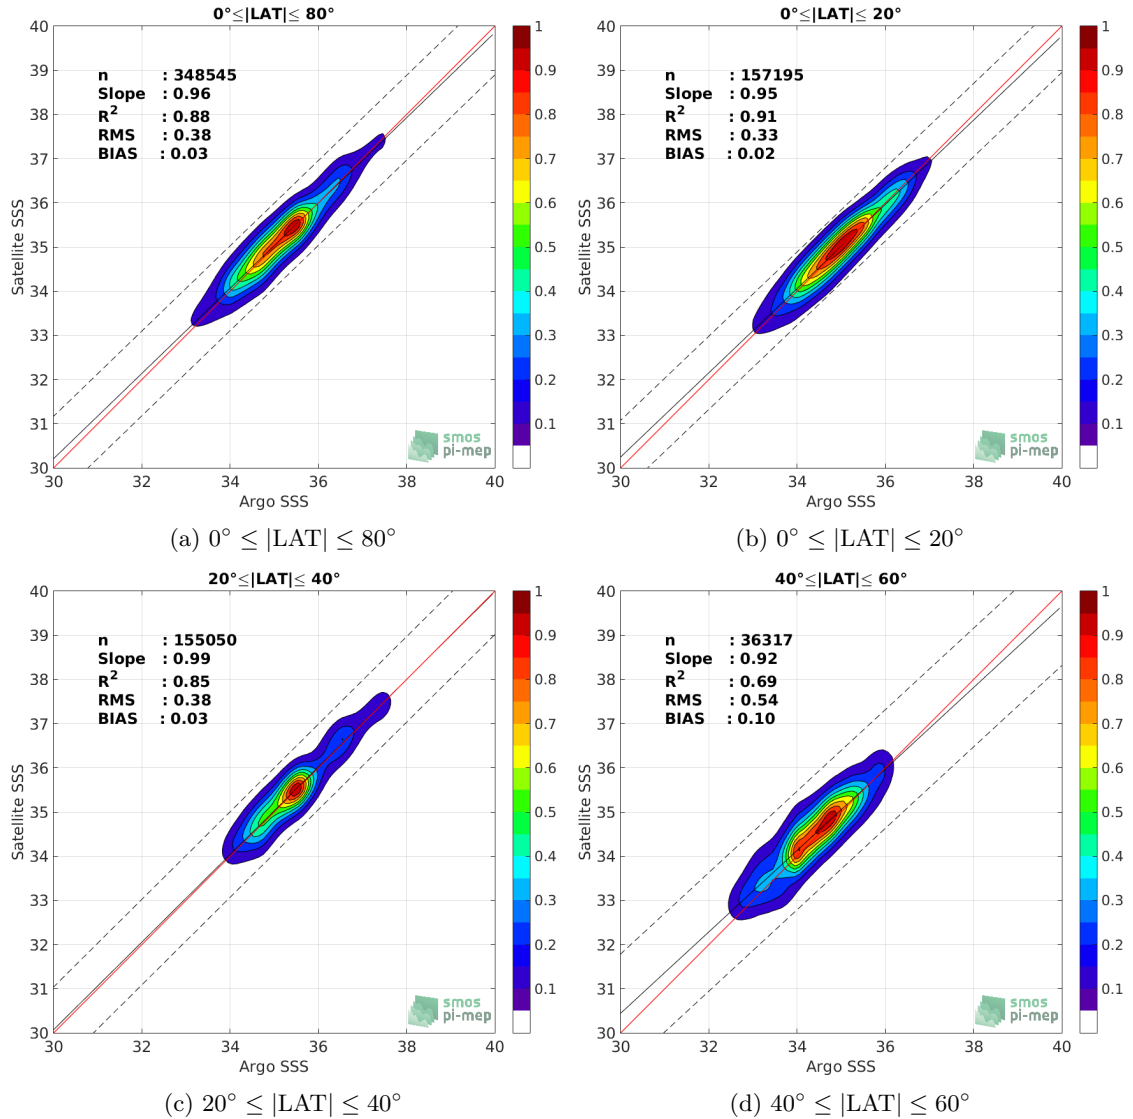 0°≤|LAT|≤ 80°
n : 348545
Slope : 0.96
R² : 0.88
RMS : 0.38
BIAS : 0.03
Satellite SSS
40
39
38
37
36
35
34
33
32
31
30
30 32 34 36 38 40
Argo SSS
1
0.9
0.8
0.7
0.6
0.5
0.4
0.3
0.2
0.1
smos
pi-mep
(a) 0° ≤ |LAT| ≤ 80°
0°≤|LAT|≤ 20°
n : 157195
Slope : 0.95
R² : 0.91
RMS : 0.33
BIAS : 0.02
Satellite SSS
40
39
38
37
36
35
34
33
32
31
30
30 32 34 36 38 40
Argo SSS
1
0.9
0.8
0.7
0.6
0.5
0.4
0.3
0.2
0.1
smos
pi-mep
(b) 0° ≤ |LAT| ≤ 20°
20°≤|LAT|≤ 40°
n : 155050
Slope : 0.99
R² : 0.85
RMS : 0.38
BIAS : 0.03
Satellite SSS
40
39
38
37
36
35
34
33
32
31
30
30 32 34 36 38 40
Argo SSS
1
0.9
0.8
0.7
0.6
0.5
0.4
0.3
0.2
0.1
smos
pi-mep
(c) 20° ≤ |LAT| ≤ 40°
40°≤|LAT|≤ 60°
n : 36317
Slope : 0.92
R² : 0.69
RMS : 0.54
BIAS : 0.10
Satellite SSS
40
39
38
37
36
35
34
33
32
31
30
30 32 34 36 38 40
Argo SSS
1
0.9
0.8
0.7
0.6
0.5
0.4
0.3
0.2
0.1
smos
pi-mep
(d) 40° ≤ |LAT| ≤ 60°